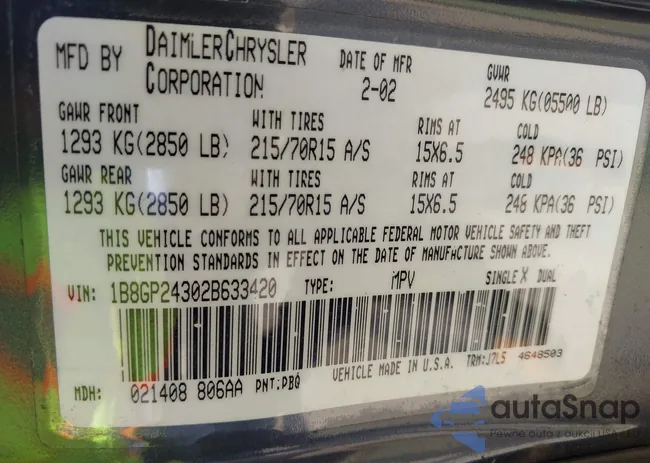 MFD BY DAIMLERCHRYSLER CORPORATION DATE OF MFR 2-02 GVWR 2495 KG(05500 LB)
GAWR FRONT WITH TIRES RIMS AT COLD
1293 KG(2850 LB) 215/70R15 A/S 15X6.5 248 KPA(36 PSI)
GAWR REAR WITH TIRES RIMS AT COLD
1293 KG(2850 LB) 215/70R15 A/S 15X6.5 248 KPA(36 PSI)
THIS VEHICLE CONFORMS TO ALL APPLICABLE FEDERAL MOTOR VEHICLE SAFETY AND THEFT
PREVENTION STANDARDS IN EFFECT ON THE DATE OF MANUFACTURE SHOWN ABOVE.
VIN: 1B8GP24302B633420 TYPE: MPV SINGLE X DUAL
VEHICLE MADE IN U.S.A. TRM:J7L5 4648503
MDH: 021408 806AA PNT:PBQ
autaSnap
Pewne auta z aukcji USA